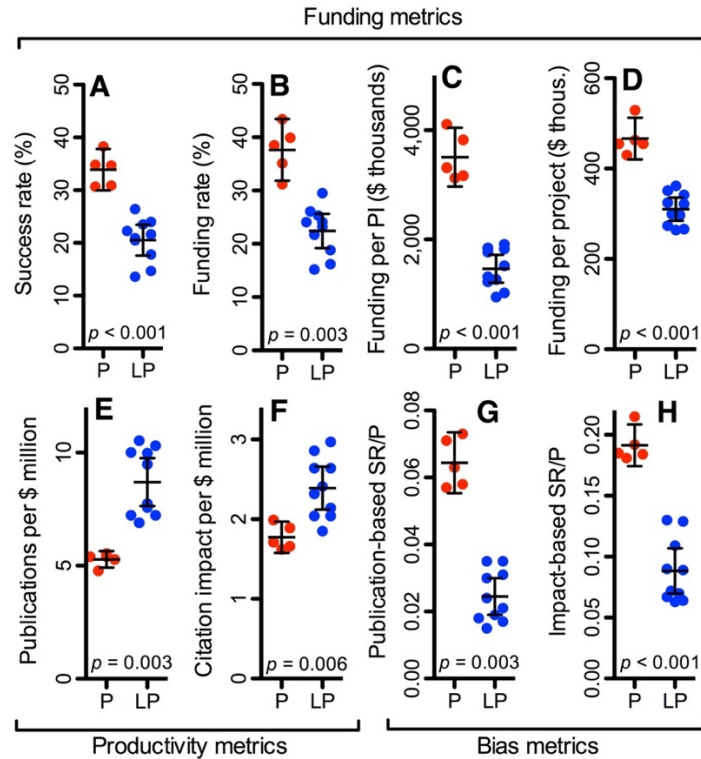 Funding metrics
A
Success rate (%)
50
40
30
20
10
0
p < 0.001
P LP
B
Funding rate (%)
50
40
30
20
10
0
p = 0.003
P LP
C
Funding per PI ($ thousands)
4,000
2,000
0
p < 0.001
P LP
D
Funding per project ($ thous.)
600
400
200
0
p < 0.001
P LP
E
Publications per $ million
10
5
0
p = 0.003
P LP
F
Citation impact per $ million
3
2
1
0
p = 0.006
P LP
G
Publication-based SR/P
0.08
0.06
0.04
0.02
0.00
p = 0.003
P LP
H
Impact-based SR/P
0.20
0.15
0.10
0.05
0.00
p < 0.001
P LP
Productivity metrics
Bias metrics